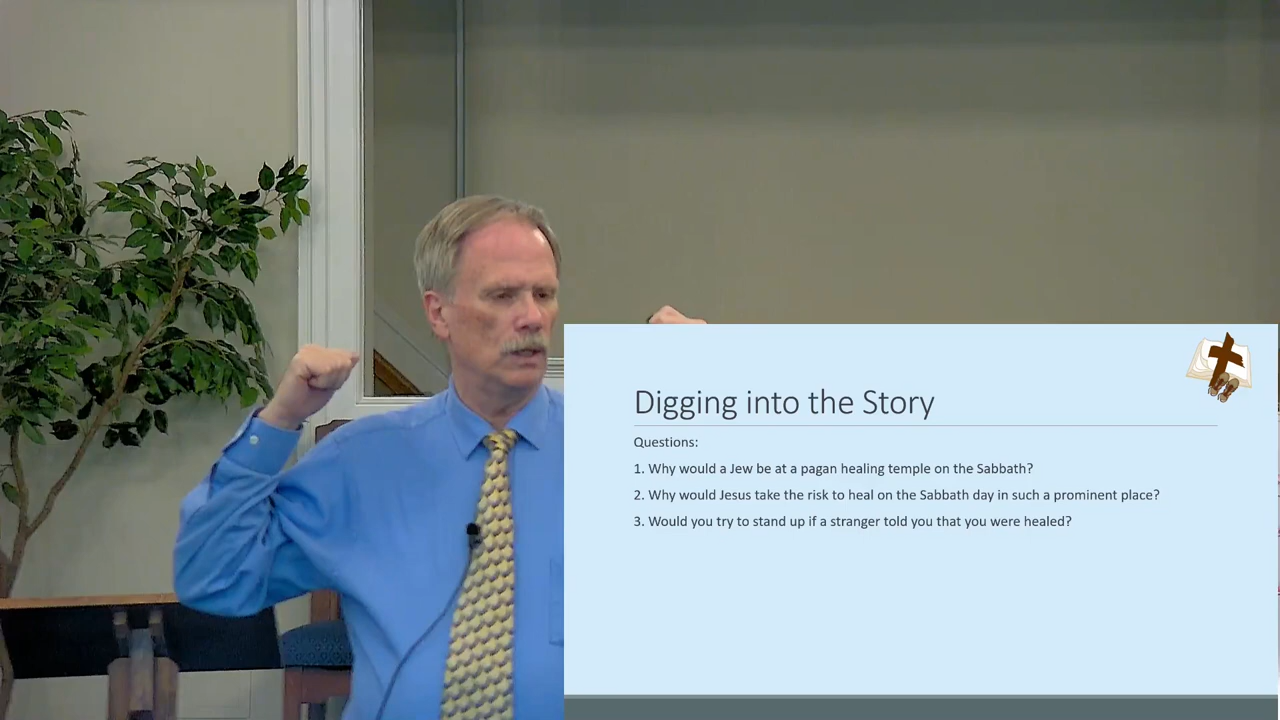 Digging into the Story
Questions:
1. Why would a Jew be at a pagan healing temple on the Sabbath?
2. Why would Jesus take the risk to heal on the Sabbath day in such a prominent place?
3. Would you try to stand up if a stranger told you that you were healed?